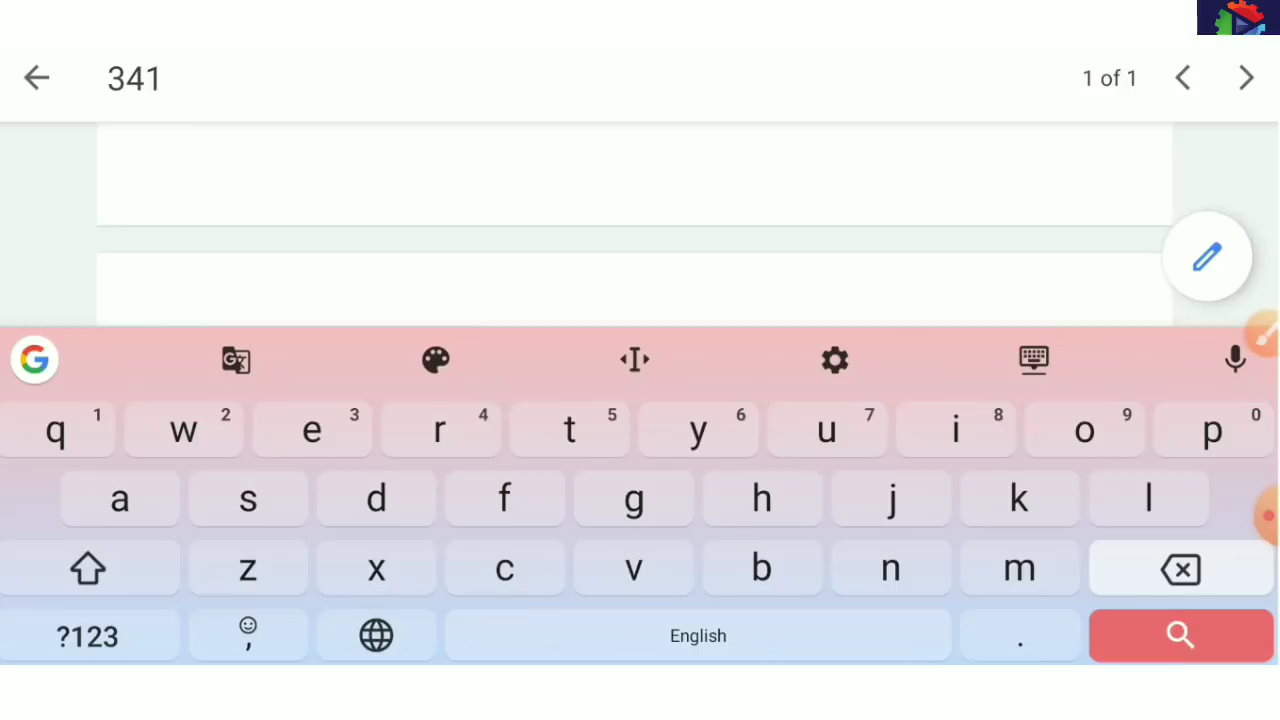 341
1 of 1
q 1 w 2 e 3 r 4 t 5 y 6 u 7 i 8 o 9 p 0
a s d f g h j k l
z x c v b n m
?123 , English .